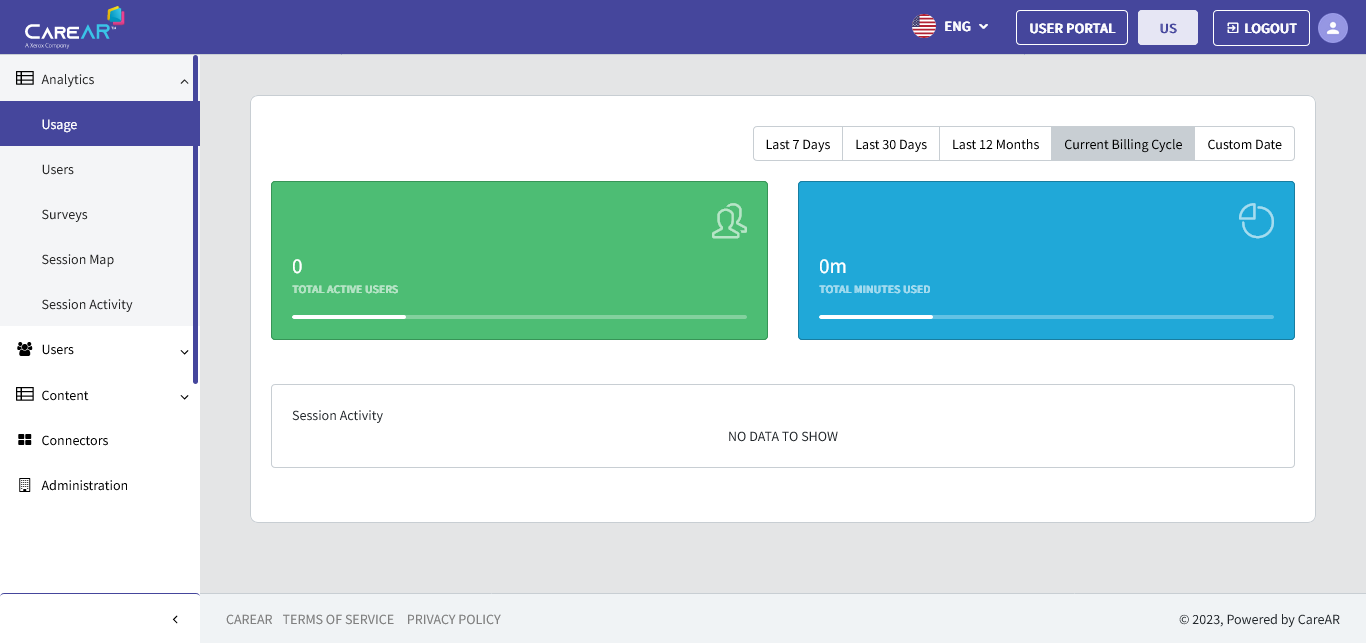 CAREAR™
A Xerox Company
ENG
USER PORTAL
US
LOGOUT
Analytics
Usage
Users
Surveys
Session Map
Session Activity
Users
Content
Connectors
Administration
Last 7 Days
Last 30 Days
Last 12 Months
Current Billing Cycle
Custom Date
0
TOTAL ACTIVE USERS
0m
TOTAL MINUTES USED
Session Activity
NO DATA TO SHOW
CAREAR
TERMS OF SERVICE
PRIVACY POLICY
© 2023, Powered by CareAR